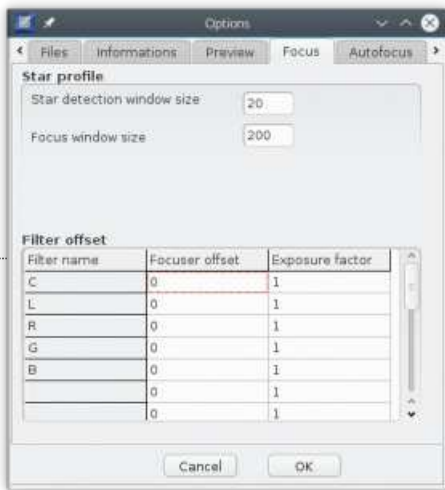 Options
Files Informations Preview Focus Autofocus
Star profile
Star detection window size 20
Focus window size 200
Filter offset
Filter name Focuser offset Exposure factor
C 0 1
L 0 1
R 0 1
G 0 1
B 0 1
0 1
0 1
Cancel OK